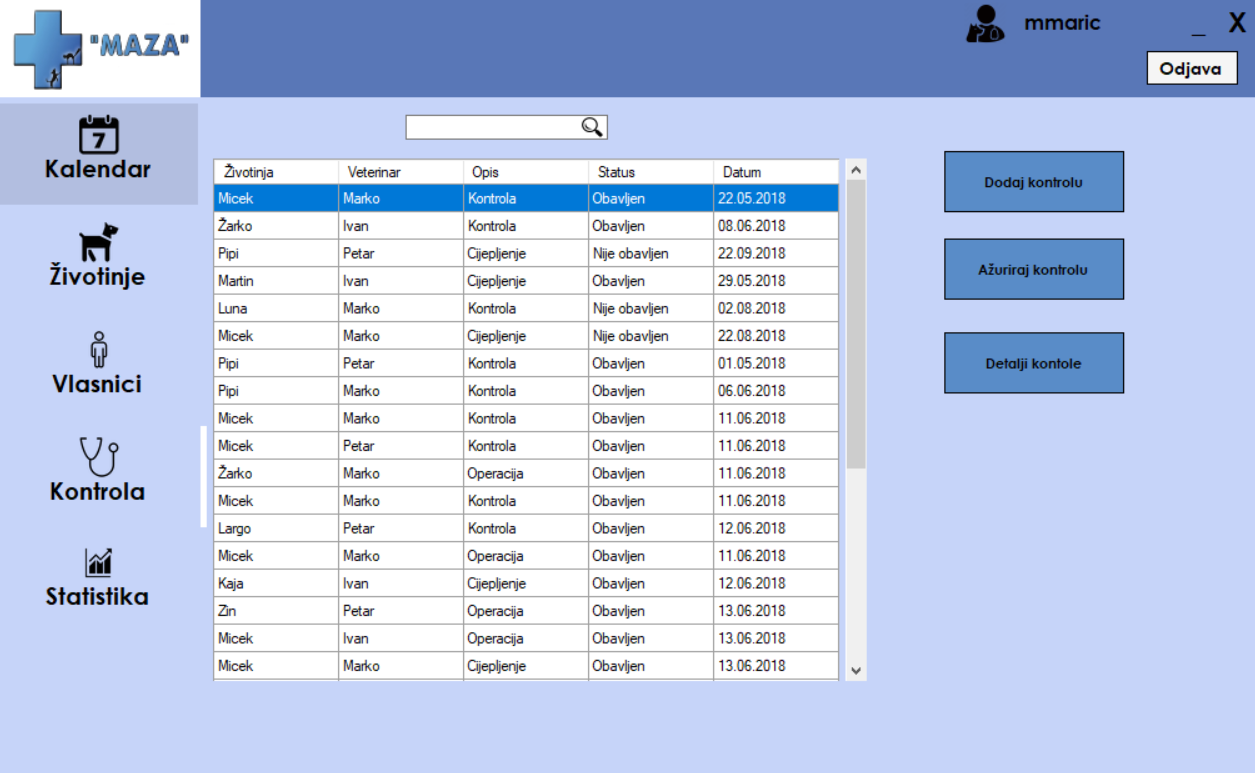 "MAZA"
mmaric
_ X
Odjava
7
Kalendar
Životinje
Vlasnici
Kontrola
Statistika
Životinja Veterinar Opis Status Datum
Micek Marko Kontrola Obavljen 22.05.2018
Žarko Ivan Kontrola Obavljen 08.06.2018
Pipi Petar Cijepljenje Nije obavljen 22.09.2018
Martin Ivan Cijepljenje Obavljen 29.05.2018
Luna Marko Kontrola Nije obavljen 02.08.2018
Micek Marko Cijepljenje Nije obavljen 22.08.2018
Pipi Petar Kontrola Obavljen 01.05.2018
Pipi Marko Kontrola Obavljen 06.06.2018
Micek Marko Kontrola Obavljen 11.06.2018
Micek Petar Kontrola Obavljen 11.06.2018
Žarko Marko Operacija Obavljen 11.06.2018
Micek Marko Kontrola Obavljen 11.06.2018
Largo Petar Kontrola Obavljen 12.06.2018
Micek Marko Operacija Obavljen 11.06.2018
Kaja Ivan Cijepljenje Obavljen 12.06.2018
Zin Petar Operacija Obavljen 13.06.2018
Micek Ivan Operacija Obavljen 13.06.2018
Micek Marko Cijepljenje Obavljen 13.06.2018
Dodaj kontrolu
Ažuriraj kontrolu
Detalji kontole